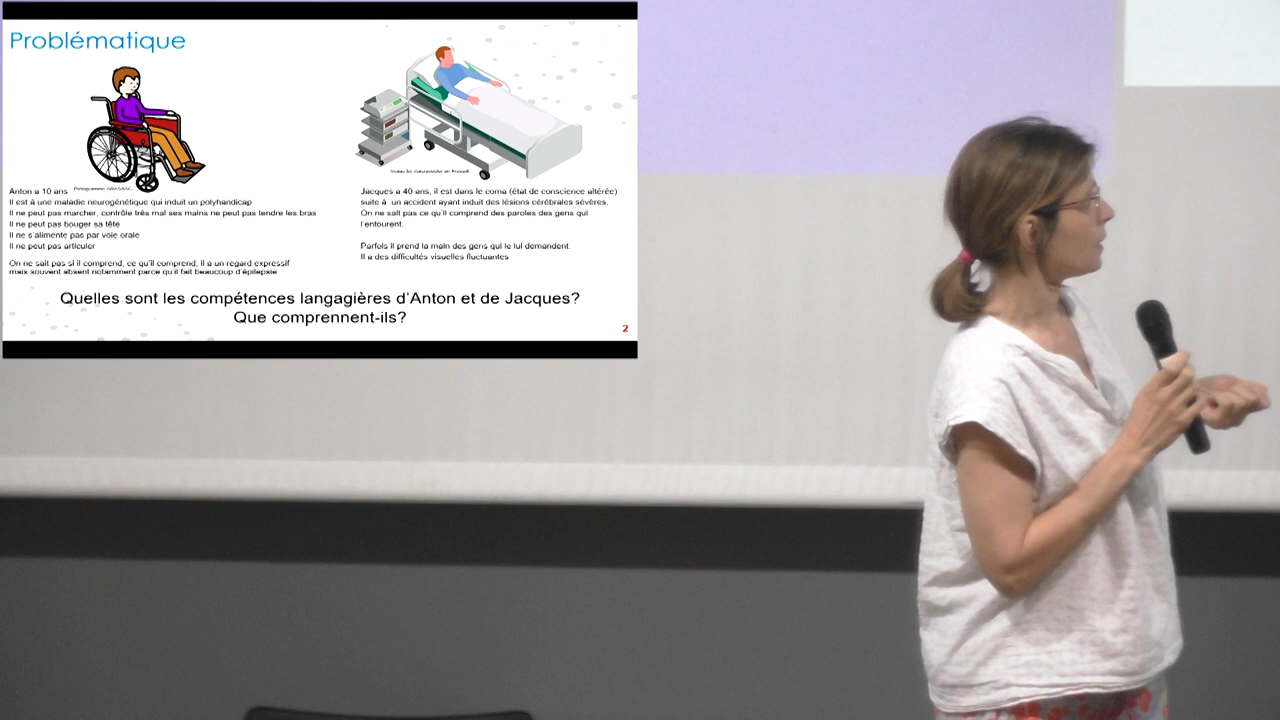 Problématique
Anton a 10 ans
Pictogramme ARASAAC
Il est à une maladie neurogénétique qui induit un polyhandicap
Il ne peut pas marcher, contrôle très mal ses mains ne peut pas tendre les bras
Il ne peut pas bouger sa tête
Il ne s'alimente pas par voie orale
Il ne peut pas articuler
On ne sait pas si il comprend, ce qu'il comprend, il a un regard expressif
mais souvent absent notamment parce qu'il fait beaucoup d'épilepsie
Jacques a 40 ans, il est dans le coma (état de conscience altérée)
suite à un accident ayant induit des lésions cérébrales sévères.
On ne sait pas ce qu'il comprend des paroles des gens qui
l'entourent.
Parfois il prend la main des gens qui le lui demandent.
Il a des difficultés visuelles fluctuantes
Quelles sont les compétences langagières d'Anton et de Jacques?
Que comprennent-ils?
2